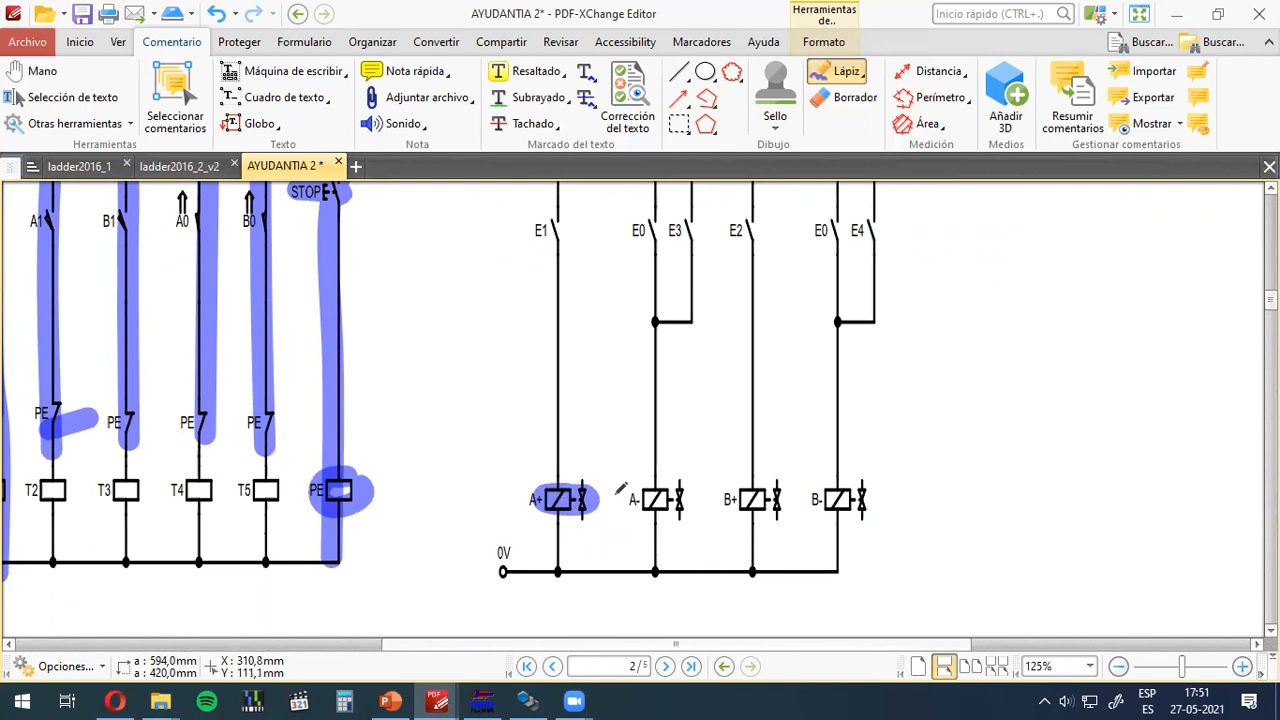 AYUDANTIA 2 * - PDF-XChange Editor
Herramientas de..
Inicio rápido (CTRL+.)
Archivo Inicio Ver Comentario Proteger Formulario Organizar Convertir Compartir Revisar Accessibility Marcadores Ayuda Formato Buscar... Buscar...
Mano
Selección de texto
Otras herramientas
Seleccionar comentarios
Herramientas
Máquina de escribir
Cuadro de texto
Globo
Texto
Nota rápida
Adjuntar archivo
Sonido
Nota
Resaltado
Subrayado
Tachado
Corrección del texto
Marcado del texto
Sello
Lápiz
Borrador
Dibujo
Distancia
Perímetro
Área
Medición
Añadir 3D
Medios
Resumir comentarios
Importar
Exportar
Mostrar
Gestionar comentarios
ladder2016_1 ladder2016_2_v2 AYUDANTIA 2 *
STOP
A1 B1 A0 B0
E1 E0 E3 E2 E0 E4
PE PE PE PE
T2 T3 T4 T5 PE
A+ A- B+ B-
0V
Opciones...
a : 594,0mm
a : 420,0mm
X: 310,8mm
Y: 111,1mm
2/5
125%
321
PDF
ESP
ES
17:51
27-05-2021